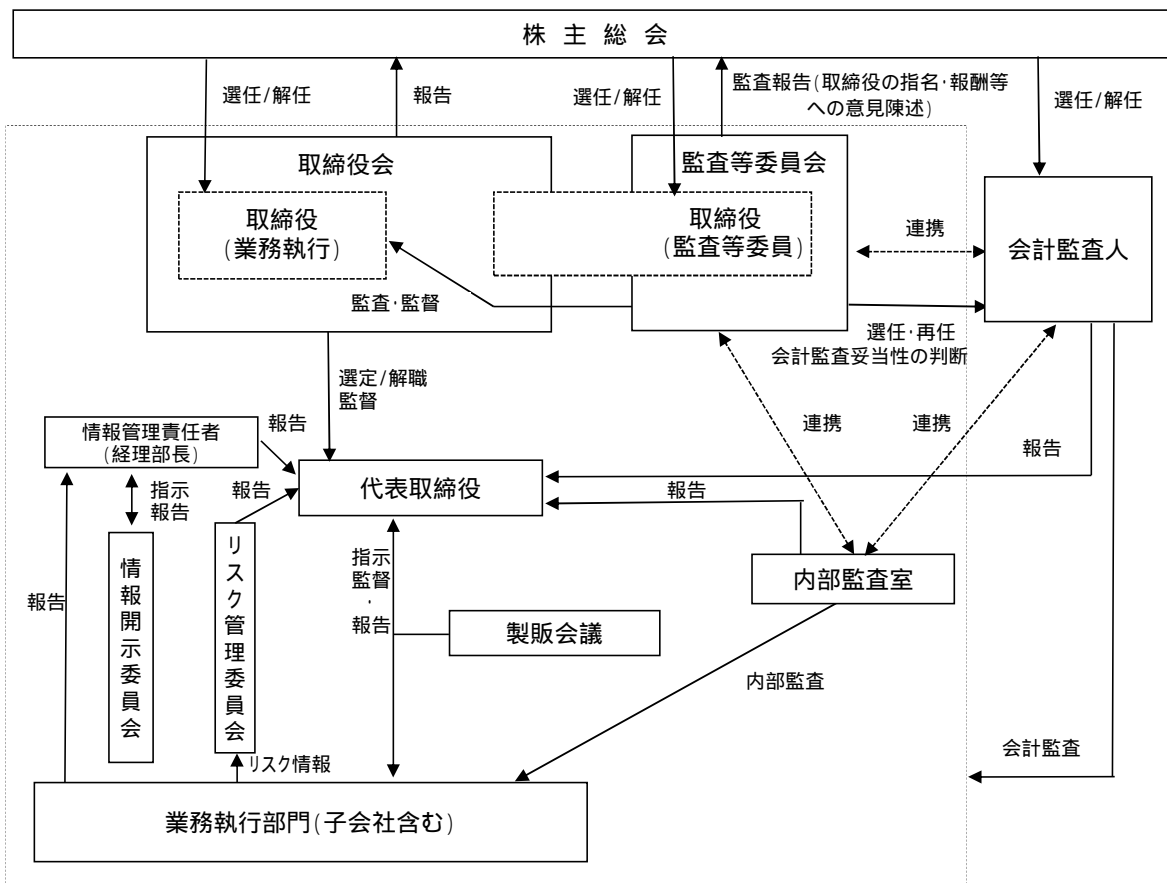 株 主 総 会
選任/解任
報告
選任/解任
監査報告(取締役の指名･報酬等
への意見陳述)
選任/解任
取締役会
監査等委員会
取締役
(業務執行)
取締役
(監査等委員)
連携
会計監査人
監査･監督
選任･再任
会計監査妥当性の判断
選定/解職
監督
情報管理責任者
(経理部長)
報告
連携
連携
報告
代表取締役
報告
報告
指示
報告
リスク管理委員会
情報開示委員会
報告
指示
監督
･
報告
内部監査室
製販会議
内部監査
リスク情報
会計監査
業務執行部門(子会社含む)